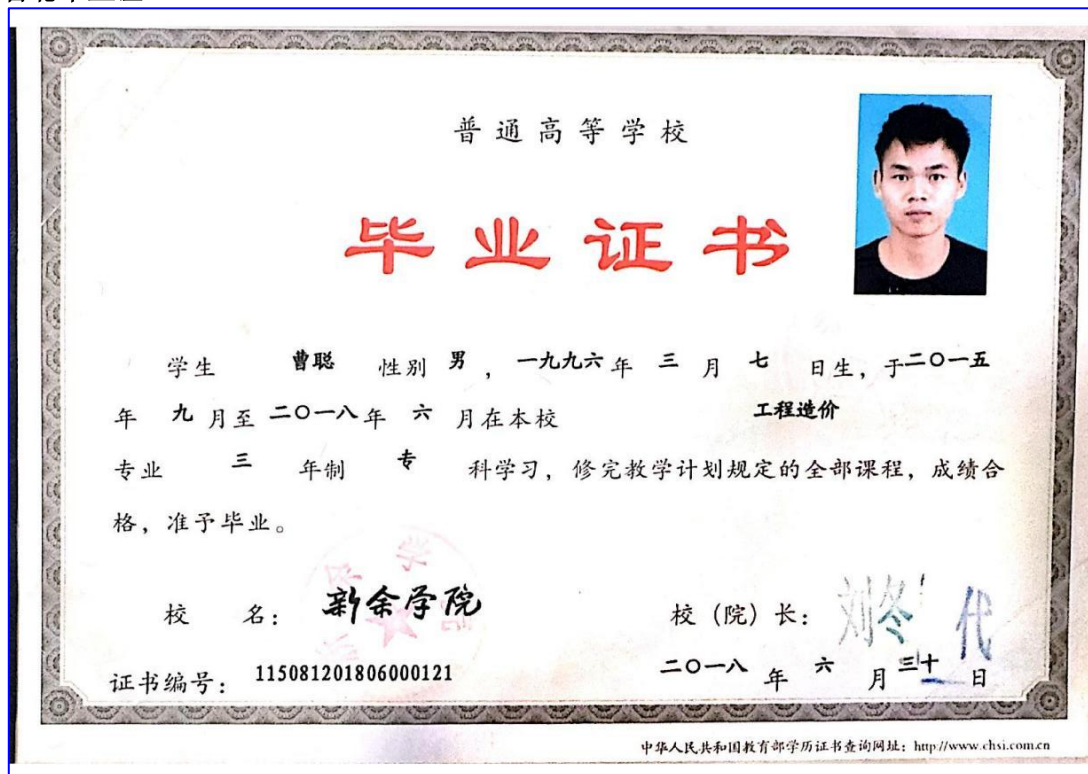 普通高等学校
毕业证书
学生 曹聪 性别 男，一九九六年 三 月 七 日生，于二〇一五
年 九 月至 二〇一八 年 六 月在本校 工程造价
专业 三 年制 专 科学习，修完教学计划规定的全部课程，成绩合
格，准予毕业。
校 名： 新余学院
校（院）长：
证书编号： 115081201806000121
二〇一八 年 六 月 三十 日
中华人民共和国教育部学历证书查询网址：http://www.chsi.com.cn